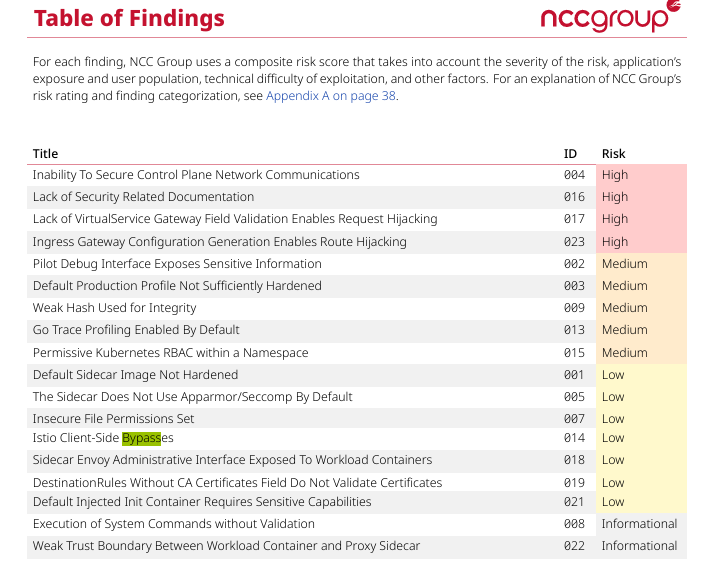 Table of Findings
nccgroup
For each finding, NCC Group uses a composite risk score that takes into account the severity of the risk, application's
exposure and user population, technical difficulty of exploitation, and other factors. For an explanation of NCC Group's
risk rating and finding categorization, see Appendix A on page 38.
Title ID Risk
Inability To Secure Control Plane Network Communications 004 High
Lack of Security Related Documentation 016 High
Lack of VirtualService Gateway Field Validation Enables Request Hijacking 017 High
Ingress Gateway Configuration Generation Enables Route Hijacking 023 High
Pilot Debug Interface Exposes Sensitive Information 002 Medium
Default Production Profile Not Sufficiently Hardened 003 Medium
Weak Hash Used for Integrity 009 Medium
Go Trace Profiling Enabled By Default 013 Medium
Permissive Kubernetes RBAC within a Namespace 015 Medium
Default Sidecar Image Not Hardened 001 Low
The Sidecar Does Not Use Apparmor/Seccomp By Default 005 Low
Insecure File Permissions Set 007 Low
Istio Client-Side Bypasses 014 Low
Sidecar Envoy Administrative Interface Exposed To Workload Containers 018 Low
DestinationRules Without CA Certificates Field Do Not Validate Certificates 019 Low
Default Injected Init Container Requires Sensitive Capabilities 021 Low
Execution of System Commands without Validation 008 Informational
Weak Trust Boundary Between Workload Container and Proxy Sidecar 022 Informational